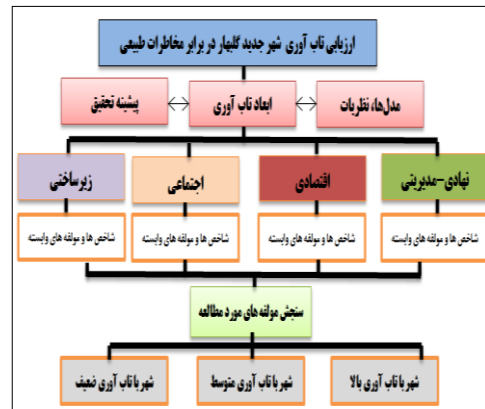 ارزیابی تاب آوری شهر جدید گلبهار در برابر مخاطرات طبیعی
مدل‌ها، نظریات
ابعاد تاب آوری
پیشینه تحقیق
نهادی-مدیریتی
اقتصادی
اجتماعی
زیرساختی
شاخص ها و مولفه های وابسته
شاخص ها و مولفه های وابسته
شاخص ها و مولفه های وابسته
شاخص ها و مولفه های وابسته
سنجش مولفه های مورد مطالعه
شهر با تاب آوری بالا
شهر با تاب آوری متوسط
شهر با تاب آوری ضعیف